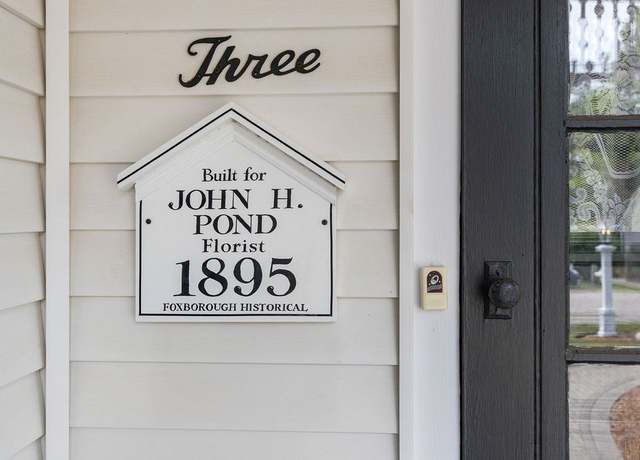 Three
Built for
JOHN H.
POND
Florist
1895
FOXBOROUGH HISTORICAL